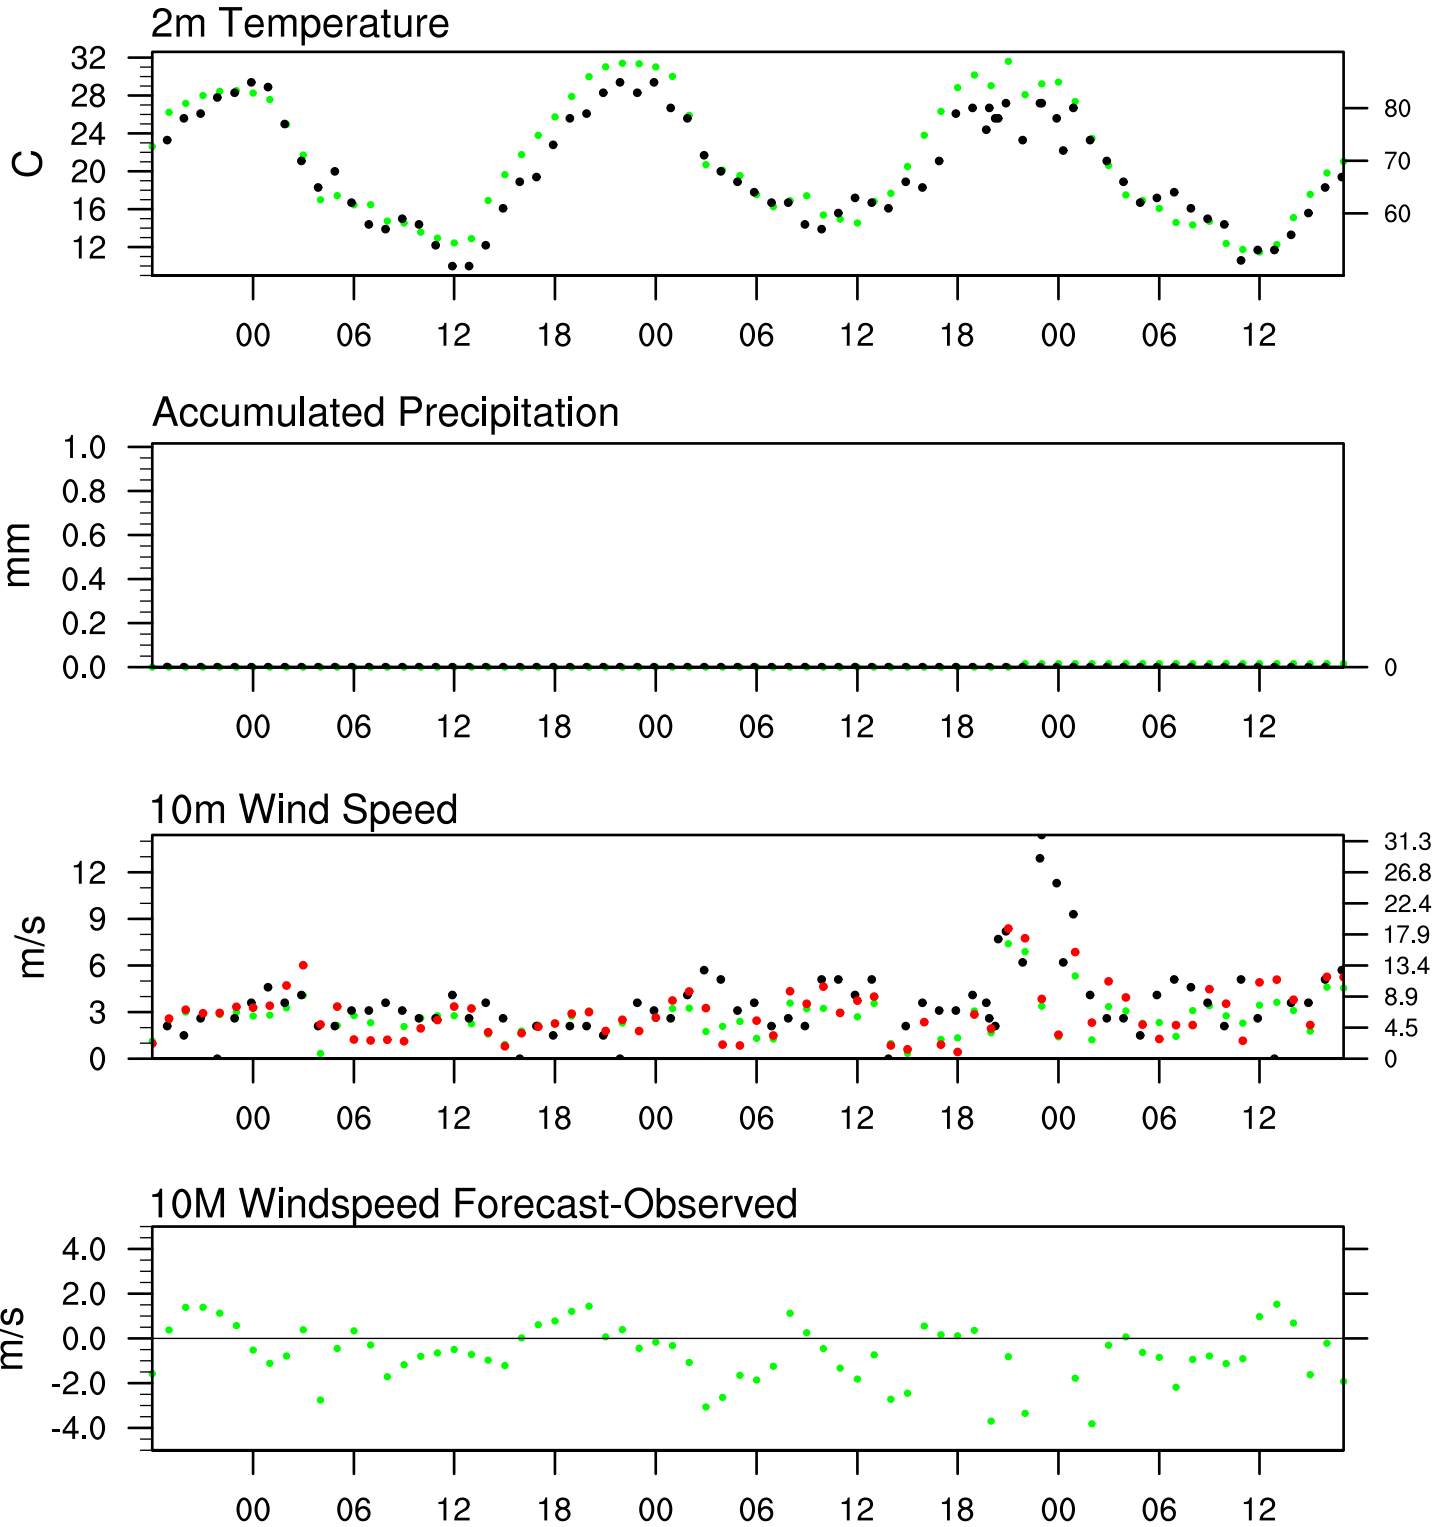 2m Temperature
32
28
24
20
16
12
C
80
70
60
00 06 12 18 00 06 12 18 00 06 12
Accumulated Precipitation
1.0
0.8
0.6
0.4
0.2
0.0
mm
0
00 06 12 18 00 06 12 18 00 06 12
10m Wind Speed
12
9
6
3
0
m/s
31.3
26.8
22.4
17.9
13.4
8.9
4.5
0
00 06 12 18 00 06 12 18 00 06 12
10M Windspeed Forecast-Observed
4.0
2.0
0.0
-2.0
-4.0
m/s
00 06 12 18 00 06 12 18 00 06 12